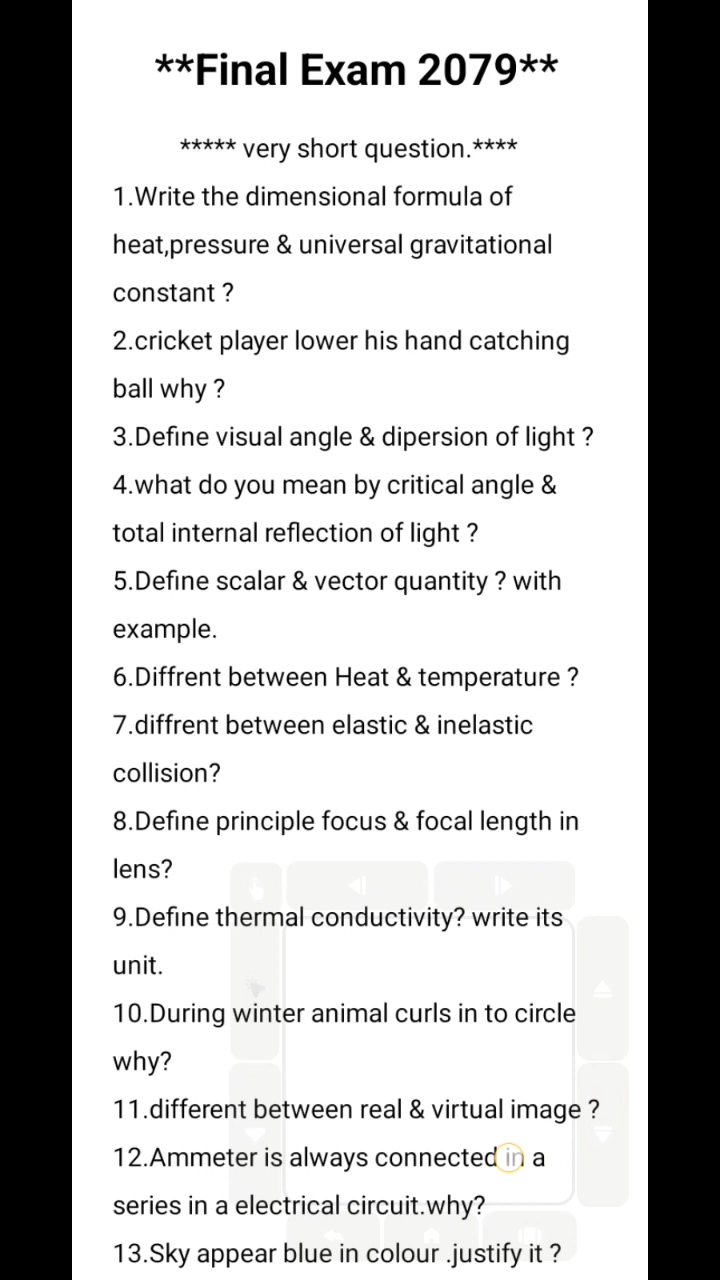 **Final Exam 2079**
***** very short question.****
1.Write the dimensional formula of
heat,pressure & universal gravitational
constant ?
2.cricket player lower his hand catching
ball why ?
3.Define visual angle & dipersion of light ?
4.what do you mean by critical angle &
total internal reflection of light ?
5.Define scalar & vector quantity ? with
example.
6.Diffrent between Heat & temperature ?
7.diffrent between elastic & inelastic
collision?
8.Define principle focus & focal length in
lens?
9.Define thermal conductivity? write its
unit.
10.During winter animal curls in to circle
why?
11.different between real & virtual image ?
12.Ammeter is always connected in a
series in a electrical circuit.why?
13.Sky appear blue in colour .justify it ?